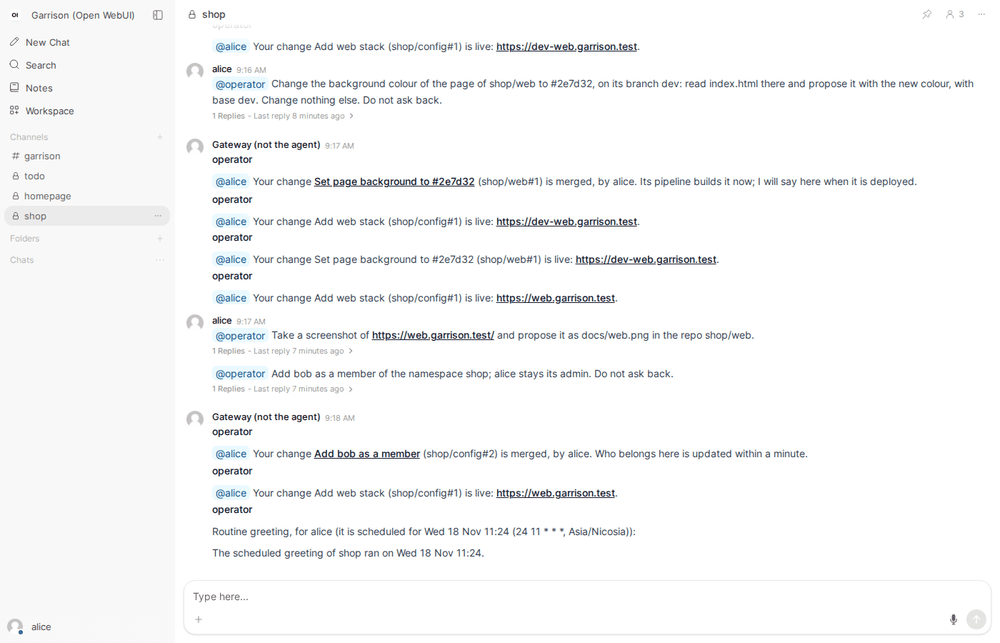 OI Garrison (Open WebUI)
New Chat
Search
Notes
Workspace
Channels
garrison
todo
homepage
shop
Folders
Chats
alice
shop
3
operator
@alice Your change Add web stack (shop/config#1) is live: https://dev-web.garrison.test.
alice 9:16 AM
@operator Change the background colour of the page of shop/web to #2e7d32, on its branch dev: read index.html there and propose it with the new colour, with
base dev. Change nothing else. Do not ask back.
1 Replies - Last reply 8 minutes ago
Gateway (not the agent) 9:17 AM
operator
@alice Your change Set page background to #2e7d32 (shop/web#1) is merged, by alice. Its pipeline builds it now; I will say here when it is deployed.
operator
@alice Your change Add web stack (shop/config#1) is live: https://dev-web.garrison.test.
operator
@alice Your change Set page background to #2e7d32 (shop/web#1) is live: https://dev-web.garrison.test.
operator
@alice Your change Add web stack (shop/config#1) is live: https://web.garrison.test.
alice 9:17 AM
@operator Take a screenshot of https://web.garrison.test/ and propose it as docs/web.png in the repo shop/web.
1 Replies - Last reply 7 minutes ago
@operator Add bob as a member of the namespace shop; alice stays its admin. Do not ask back.
1 Replies - Last reply 7 minutes ago
Gateway (not the agent) 9:18 AM
operator
@alice Your change Add bob as a member (shop/config#2) is merged, by alice. Who belongs here is updated within a minute.
operator
@alice Your change Add web stack (shop/config#1) is live: https://web.garrison.test.
operator
Routine greeting, for alice (it is scheduled for Wed 18 Nov 11:24 (24 11 * * *, Asia/Nicosia)):
The scheduled greeting of shop ran on Wed 18 Nov 11:24.
Type here...